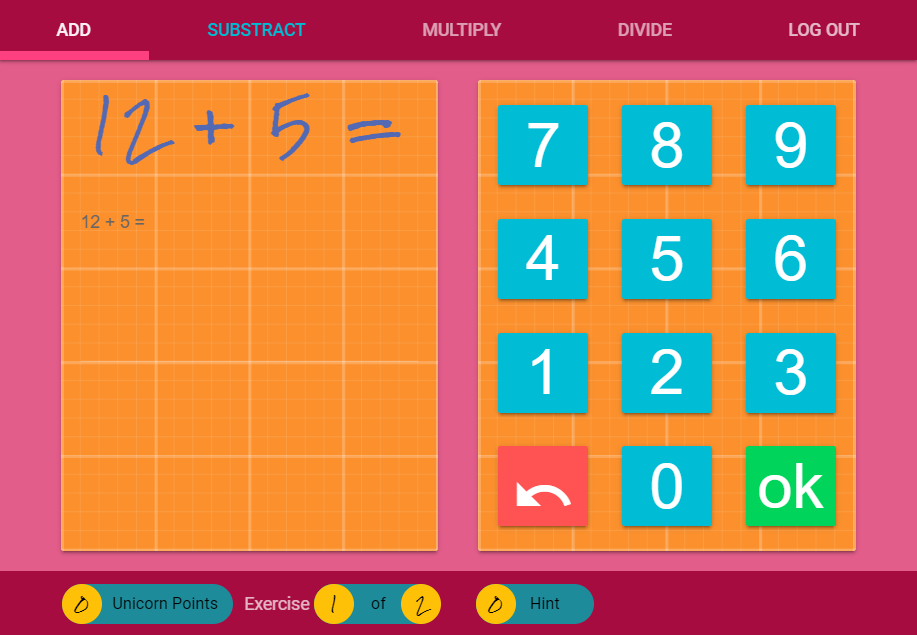 ADD SUBSTRACT MULTIPLY DIVIDE LOG OUT
12 + 5 =
12 + 5 =
7 8 9
4 5 6
1 2 3
0 ok
0 Unicorn Points Exercise 1 of 2 0 Hint